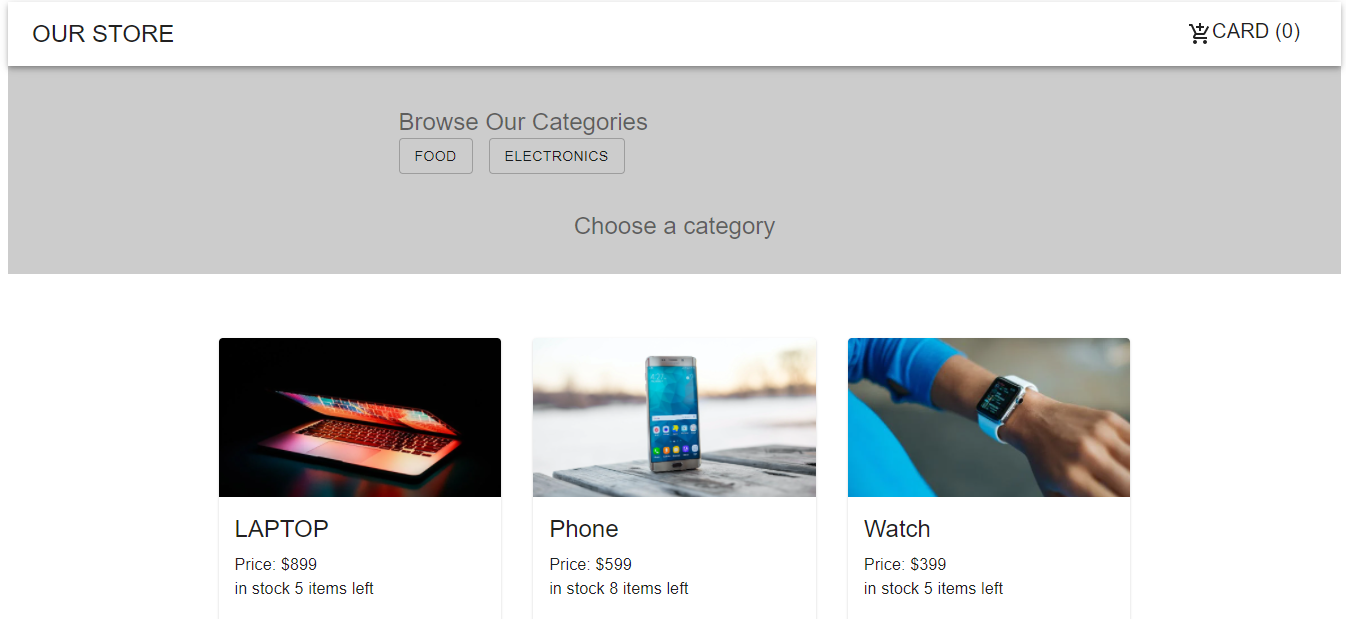 OUR STORE
CARD (0)
Browse Our Categories
FOOD
ELECTRONICS
Choose a category
LAPTOP
Price: $899
in stock 5 items left
Phone
Price: $599
in stock 8 items left
Watch
Price: $399
in stock 5 items left